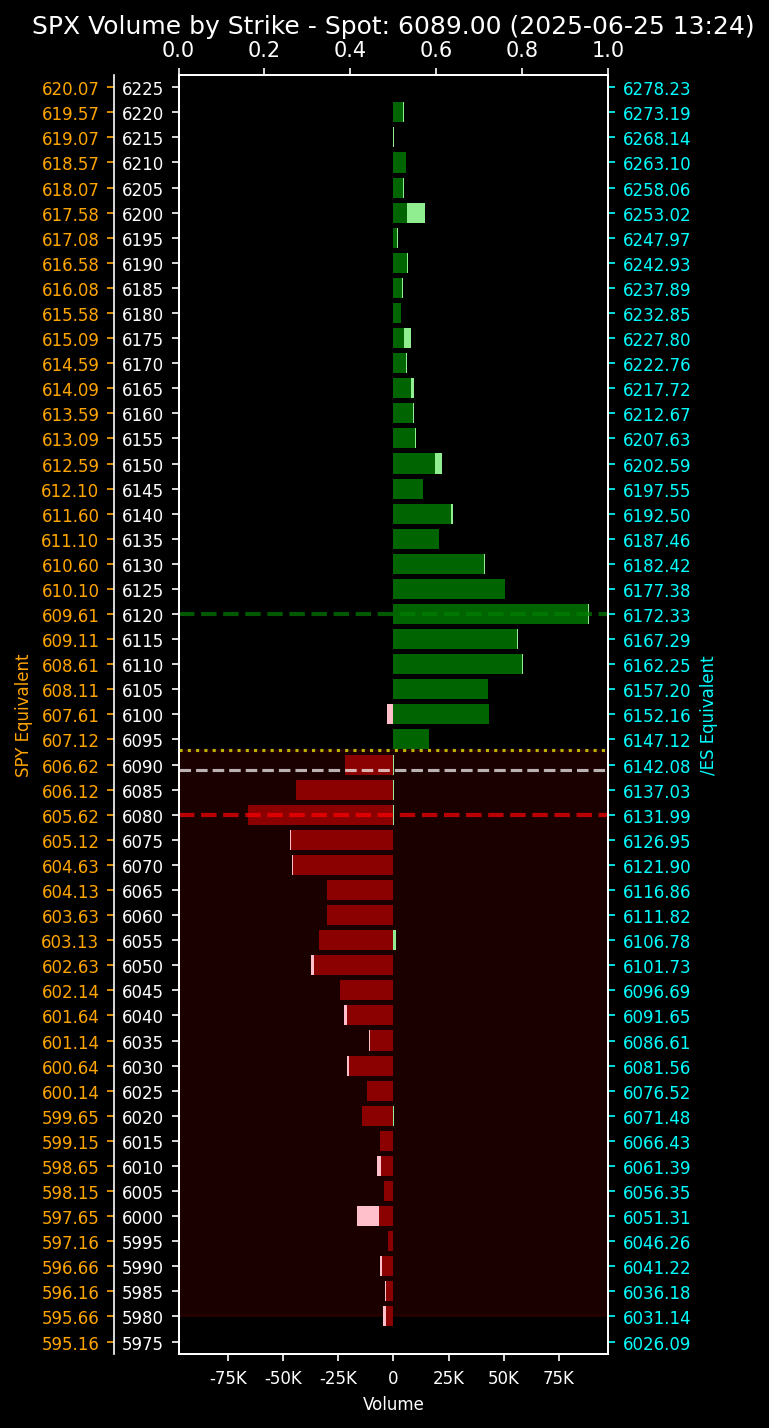 SPX Volume by Strike - Spot: 6089.00 (2025-06-25 13:24)
0.0 0.2 0.4 0.6 0.8 1.0
620.07 6225 6278.23
619.57 6220 6273.19
619.07 6215 6268.14
618.57 6210 6263.10
618.07 6205 6258.06
617.58 6200 6253.02
617.08 6195 6247.97
616.58 6190 6242.93
616.08 6185 6237.89
615.58 6180 6232.85
615.09 6175 6227.80
614.59 6170 6222.76
614.09 6165 6217.72
613.59 6160 6212.67
613.09 6155 6207.63
612.59 6150 6202.59
612.10 6145 6197.55
611.60 6140 6192.50
611.10 6135 6187.46
610.60 6130 6182.42
610.10 6125 6177.38
609.61 6120 6172.33
609.11 6115 6167.29
608.61 6110 6162.25
608.11 6105 6157.20
607.61 6100 6152.16
SPY Equivalent
/ES Equivalent
607.12 6095 6147.12
606.62 6090 6142.08
606.12 6085 6137.03
605.62 6080 6131.99
605.12 6075 6126.95
604.63 6070 6121.90
604.13 6065 6116.86
603.63 6060 6111.82
603.13 6055 6106.78
602.63 6050 6101.73
602.14 6045 6096.69
601.64 6040 6091.65
601.14 6035 6086.61
600.64 6030 6081.56
600.14 6025 6076.52
599.65 6020 6071.48
599.15 6015 6066.43
598.65 6010 6061.39
598.15 6005 6056.35
597.65 6000 6051.31
597.16 5995 6046.26
596.66 5990 6041.22
596.16 5985 6036.18
595.66 5980 6031.14
595.16 5975 6026.09
-75K -50K -25K 0 25K 50K 75K
Volume